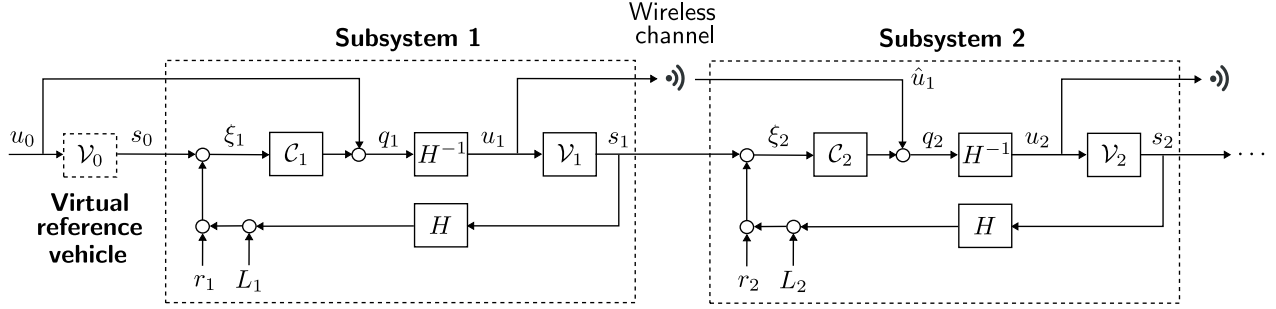 Wireless
channel
Subsystem 1
Subsystem 2
u₀
s₀
ξ₁
q₁
u₁
s₁
û₁
ξ₂
q₂
u₂
s₂
𝒱₀
𝒞₁
H⁻¹
𝒱₁
𝒞₂
H⁻¹
𝒱₂
...
Virtual
reference
vehicle
H
H
r₁
L₁
r₂
L₂